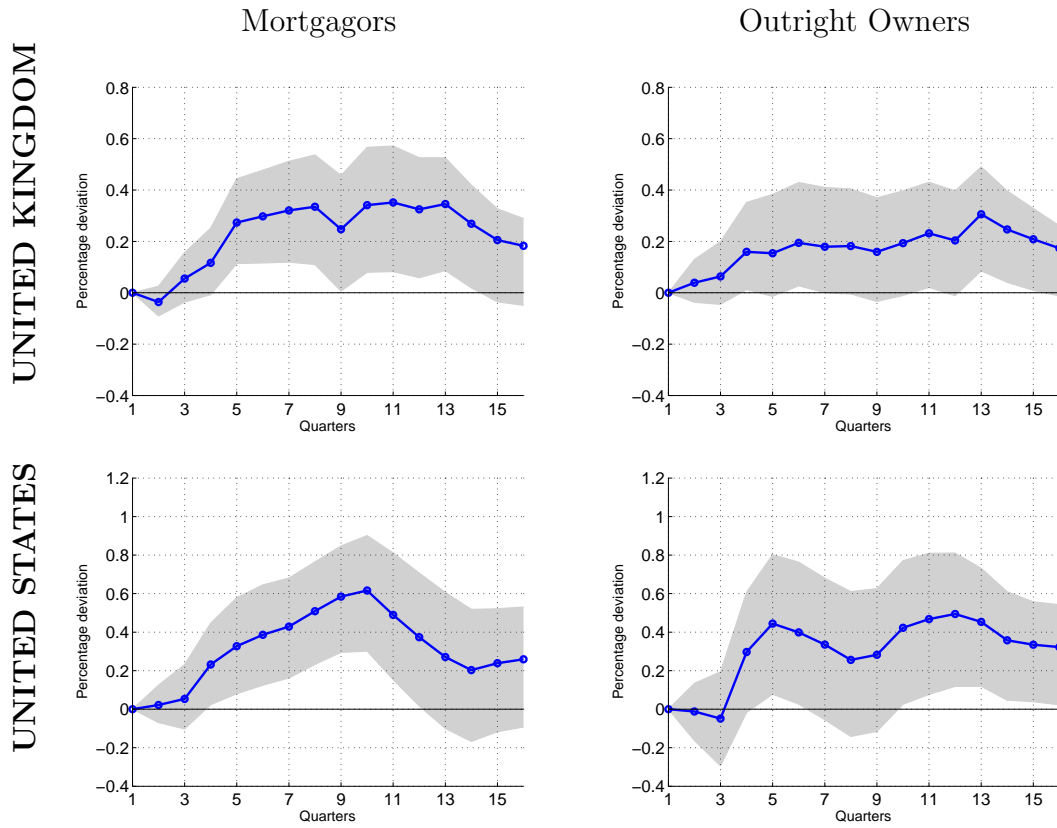 Mortgagors
Outright Owners
UNITED KINGDOM
Percentage deviation
0.8
0.6
0.4
0.2
0
−0.2
−0.4
1 3 5 7 9 11 13 15
Quarters
Percentage deviation
0.8
0.6
0.4
0.2
0
−0.2
−0.4
1 3 5 7 9 11 13 15
Quarters
UNITED STATES
Percentage deviation
1.2
1
0.8
0.6
0.4
0.2
0
−0.2
−0.4
1 3 5 7 9 11 13 15
Quarters
Percentage deviation
1.2
1
0.8
0.6
0.4
0.2
0
−0.2
−0.4
1 3 5 7 9 11 13 15
Quarters